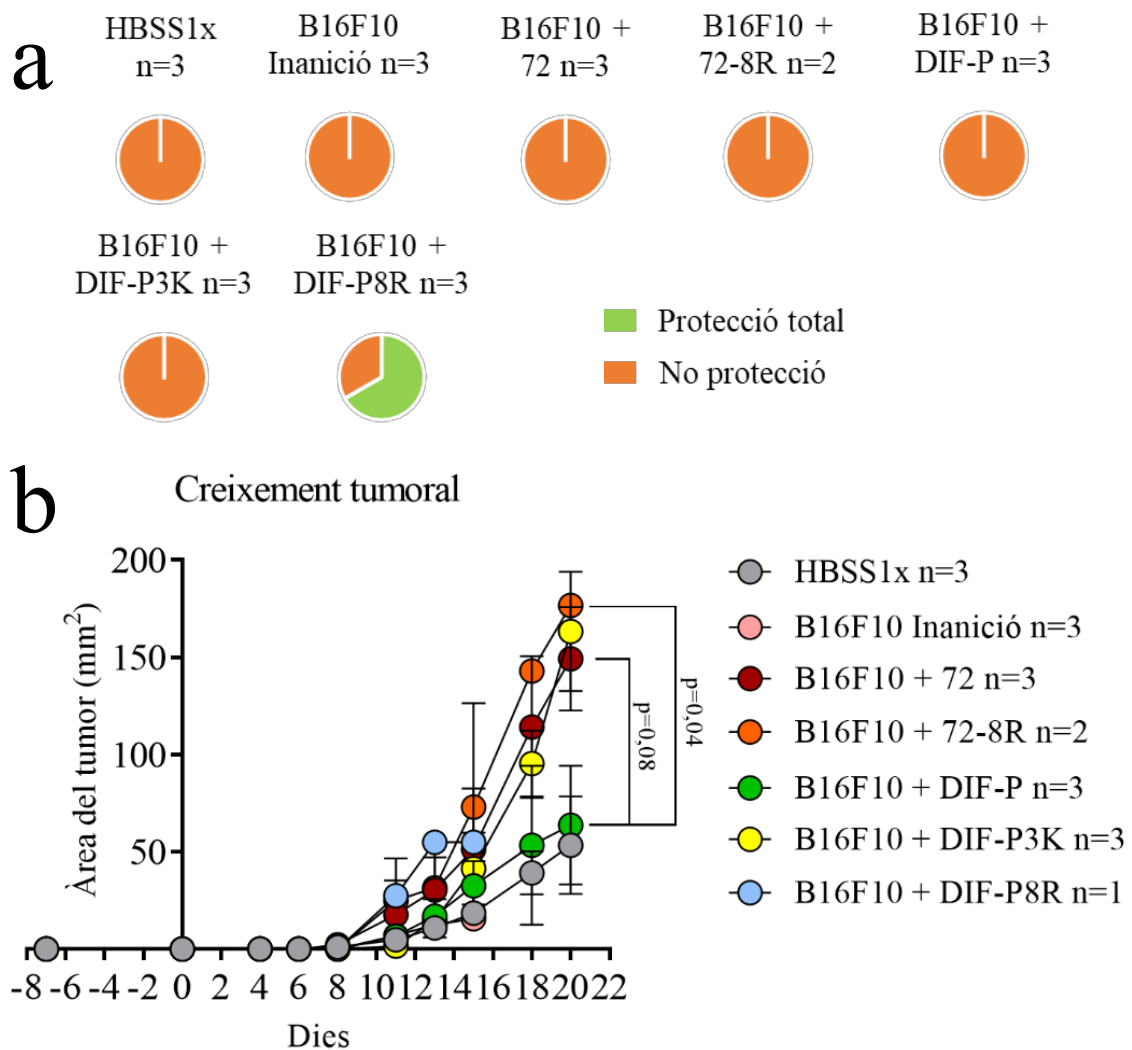 a
HBSS1x
n=3
B16F10
Inanició n=3
B16F10 +
72 n=3
B16F10 +
72-8R n=2
B16F10 +
DIF-P n=3
B16F10 +
DIF-P3K n=3
B16F10 +
DIF-P8R n=3
Protecció total
No protecció
b
Creixement tumoral
Àrea del tumor (mm²)
200
150
100
50
-8 -6 -4 -2 0 2 4 6 8 10 12 14 16 18 20 22
Dies
p=0,08
p=0,04
HBSS1x n=3
B16F10 Inanició n=3
B16F10 + 72 n=3
B16F10 + 72-8R n=2
B16F10 + DIF-P n=3
B16F10 + DIF-P3K n=3
B16F10 + DIF-P8R n=1